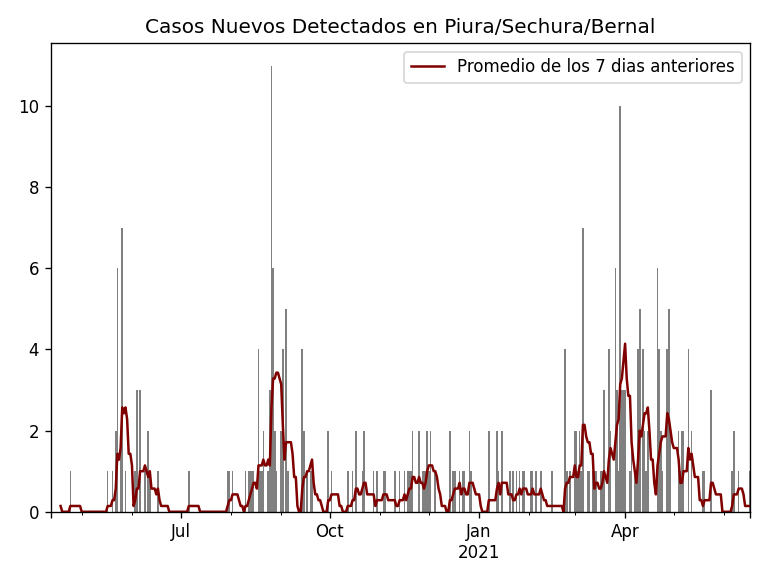 Casos Nuevos Detectados en Piura/Sechura/Bernal
Promedio de los 7 dias anteriores
10
8
6
4
2
0
Jul
Oct
Jan
2021
Apr